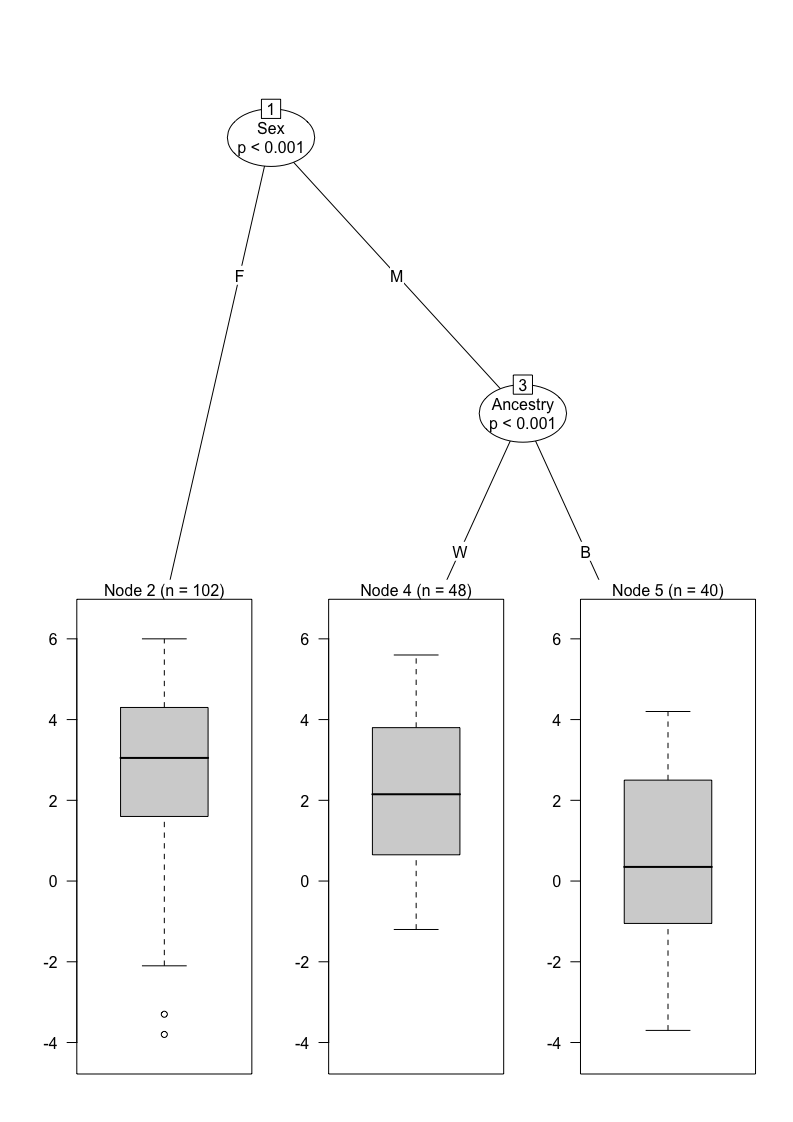 1
Sex
p < 0.001
F
M
3
Ancestry
p < 0.001
W
B
Node 2 (n = 102)
6
4
2
0
-2
-4
Node 4 (n = 48)
6
4
2
0
-2
-4
Node 5 (n = 40)
6
4
2
0
-2
-4